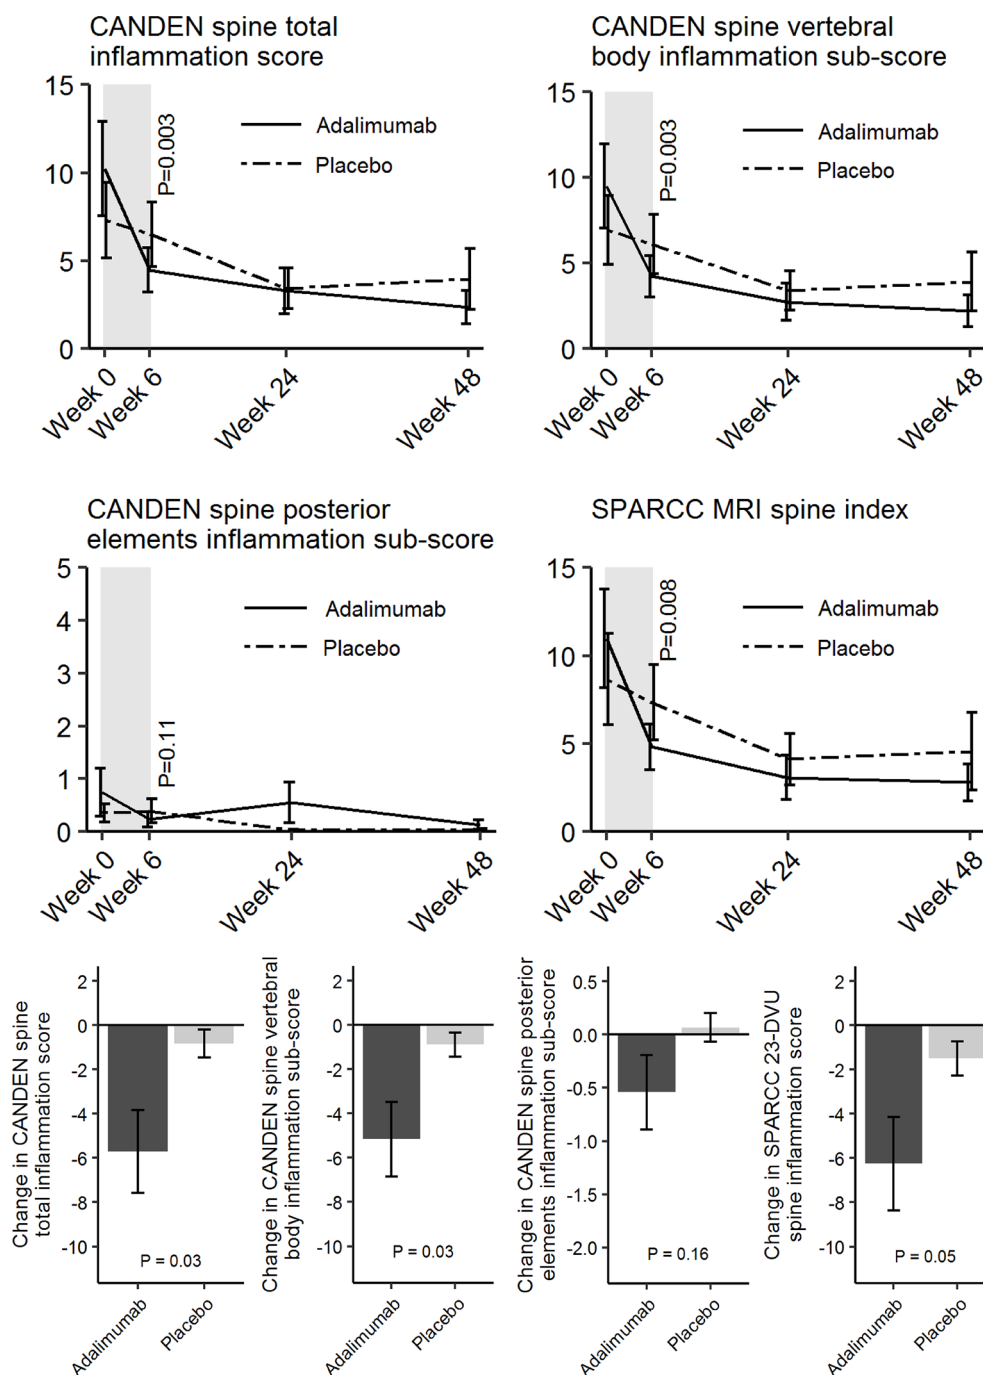 CANDEN spine total
inflammation score
15
10
5
0
P=0.003
Adalimumab
Placebo
Week 0
Week 6
Week 24
Week 48
CANDEN spine vertebral
body inflammation sub-score
15
10
5
0
P=0.003
Adalimumab
Placebo
Week 0
Week 6
Week 24
Week 48
CANDEN spine posterior
elements inflammation sub-score
5
4
3
2
1
0
P=0.11
Adalimumab
Placebo
Week 0
Week 6
Week 24
Week 48
SPARCC MRI spine index
15
10
5
0
P=0.008
Adalimumab
Placebo
Week 0
Week 6
Week 24
Week 48
Change in CANDEN spine
total inflammation score
2
0
-2
-4
-6
-8
-10
P = 0.03
Adalimumab
Placebo
Change in CANDEN spine vertebral
body inflammation sub-score
2
0
-2
-4
-6
-8
-10
P = 0.03
Adalimumab
Placebo
Change in CANDEN spine posterior
elements inflammation sub-score
0.5
0.0
-0.5
-1.0
-1.5
-2.0
P = 0.16
Adalimumab
Placebo
Change in SPARCC 23-DVU
spine inflammation score
2
0
-2
-4
-6
-8
-10
P = 0.05
Adalimumab
Placebo